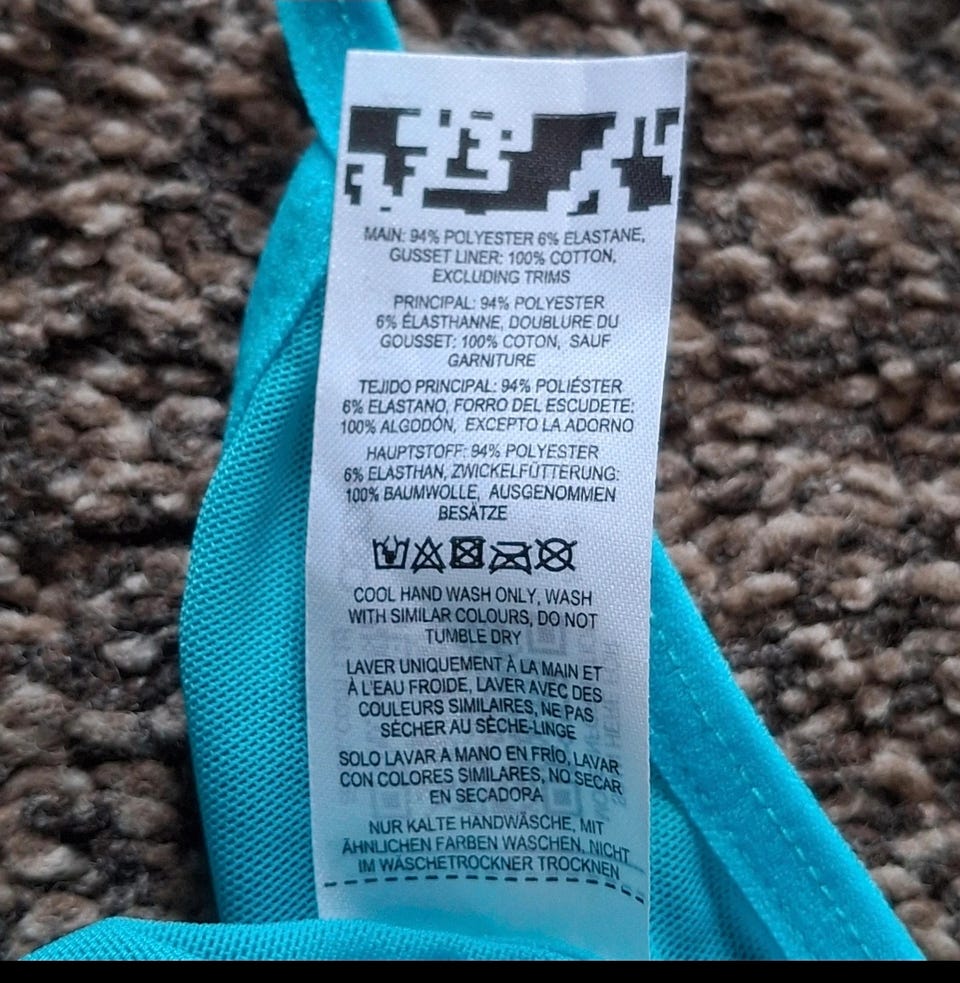 MAIN: 94% POLYESTER 6% ELASTANE,
GUSSET LINER: 100% COTTON,
EXCLUDING TRIMS
PRINCIPAL: 94% POLYESTER
6% ÉLASTHANNE, DOUBLURE DU
GOUSSET: 100% COTON, SAUF
GARNITURE
TEJIDO PRINCIPAL: 94% POLIÉSTER
6% ELASTANO, FORRO DEL ESCUDETE:
100% ALGODÓN, EXCEPTO LA ADORNO
HAUPTSTOFF: 94% POLYESTER
6% ELASTHAN, ZWICKELFÜTTERUNG:
100% BAUMWOLLE, AUSGENOMMEN
BESÄTZE
COOL HAND WASH ONLY, WASH
WITH SIMILAR COLOURS, DO NOT
TUMBLE DRY
LAVER UNIQUEMENT À LA MAIN ET
À L'EAU FROIDE, LAVER AVEC DES
COULEURS SIMILAIRES, NE PAS
SÉCHER AU SÈCHE-LINGE
SOLO LAVAR A MANO EN FRÍO, LAVAR
CON COLORES SIMILARES, NO SECAR
EN SECADORA
NUR KALTE HANDWÄSCHE, MIT
ÄHNLICHEN FARBEN WASCHEN, NICHT
IM WÄSCHETROCKNER TROCKNEN